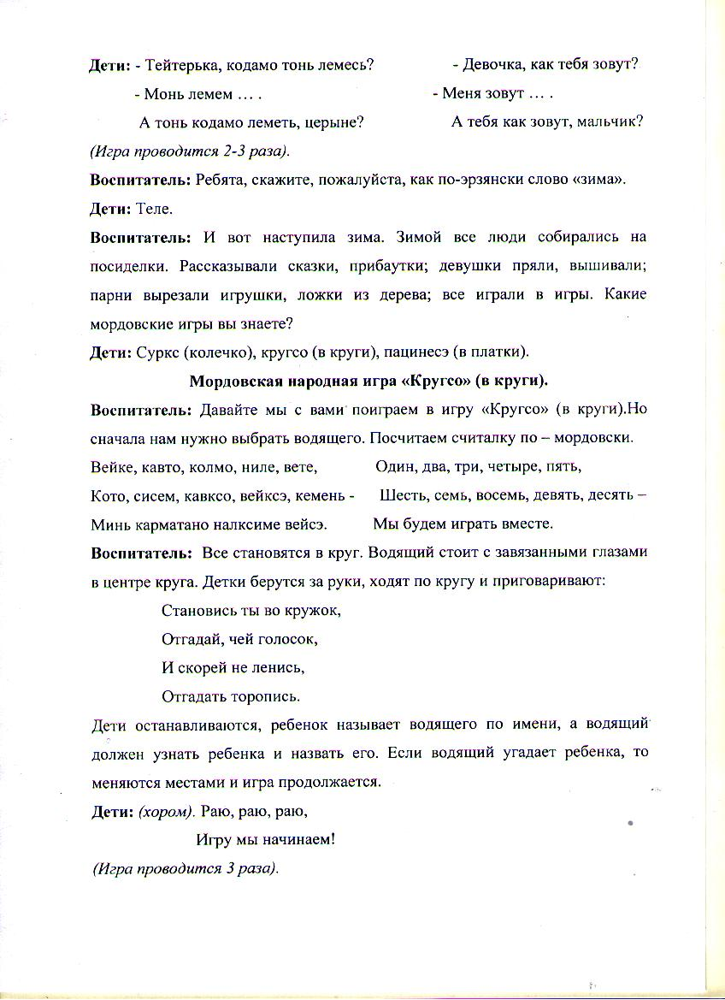 Дети: - Тейтерька, кодамо тонь лемесь? - Девочка, как тебя зовут?
- Монь лемем ... . - Меня зовут ... .
А тонь кодамо леметь, церыне? А тебя как зовут, мальчик?
(Игра проводится 2-3 раза).
Воспитатель: Ребята, скажите, пожалуйста, как по-эрзянски слово «зима».
Дети: Теле.
Воспитатель: И вот наступила зима. Зимой все люди собирались на
посиделки. Рассказывали сказки, прибаутки; девушки пряли, вышивали;
парни вырезали игрушки, ложки из дерева; все играли в игры. Какие
мордовские игры вы знаете?
Дети: Суркс (колечко), кругсо (в круги), пацинесэ (в платки).
Мордовская народная игра «Кругсо» (в круги).
Воспитатель: Давайте мы с вами поиграем в игру «Кругсо» (в круги).Но
сначала нам нужно выбрать водящего. Посчитаем считалку по – мордовски.
Вейке, кавто, колмо, ниле, вете, Один, два, три, четыре, пять,
Кото, сисем, кавксо, вейксэ, кемень - Шесть, семь, восемь, девять, десять –
Минь карматано налксиме вейсэ. Мы будем играть вместе.
Воспитатель: Все становятся в круг. Водящий стоит с завязанными глазами
в центре круга. Детки берутся за руки, ходят по кругу и приговаривают:
Становись ты во кружок,
Отгадай, чей голосок,
И скорей не ленись,
Отгадать торопись.
Дети останавливаются, ребенок называет водящего по имени, а водящий
должен узнать ребенка и назвать его. Если водящий угадает ребенка, то
меняются местами и игра продолжается.
Дети: (хором). Раю, раю, раю,
Игру мы начинаем!
(Игра проводится 3 раза).